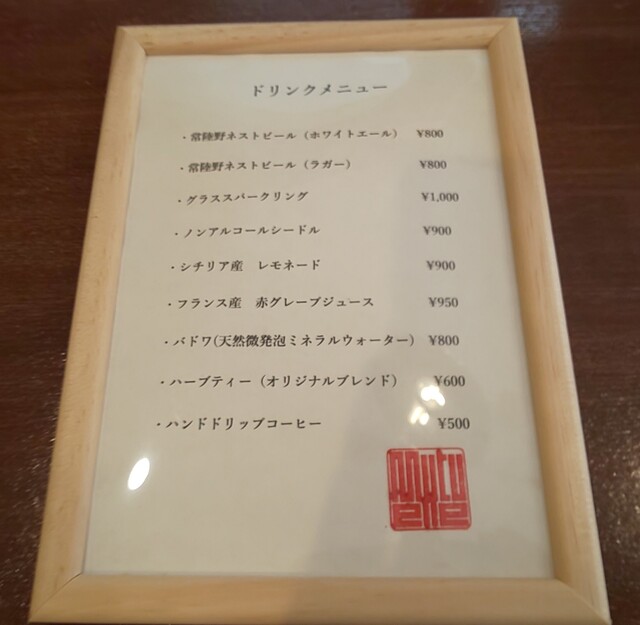 ドリンクメニュー
・常陸野ネストビール（ホワイトエール） ¥800
・常陸野ネストビール（ラガー） ¥800
・グラススパークリング ¥1,000
・ノンアルコールシードル ¥900
・シチリア産　レモネード ¥900
・フランス産　赤グレープジュース ¥950
・バドワ(天然微発泡ミネラルウォーター) ¥800
・ハーブティー（オリジナルブレンド） ¥600
・ハンドドリップコーヒー ¥500